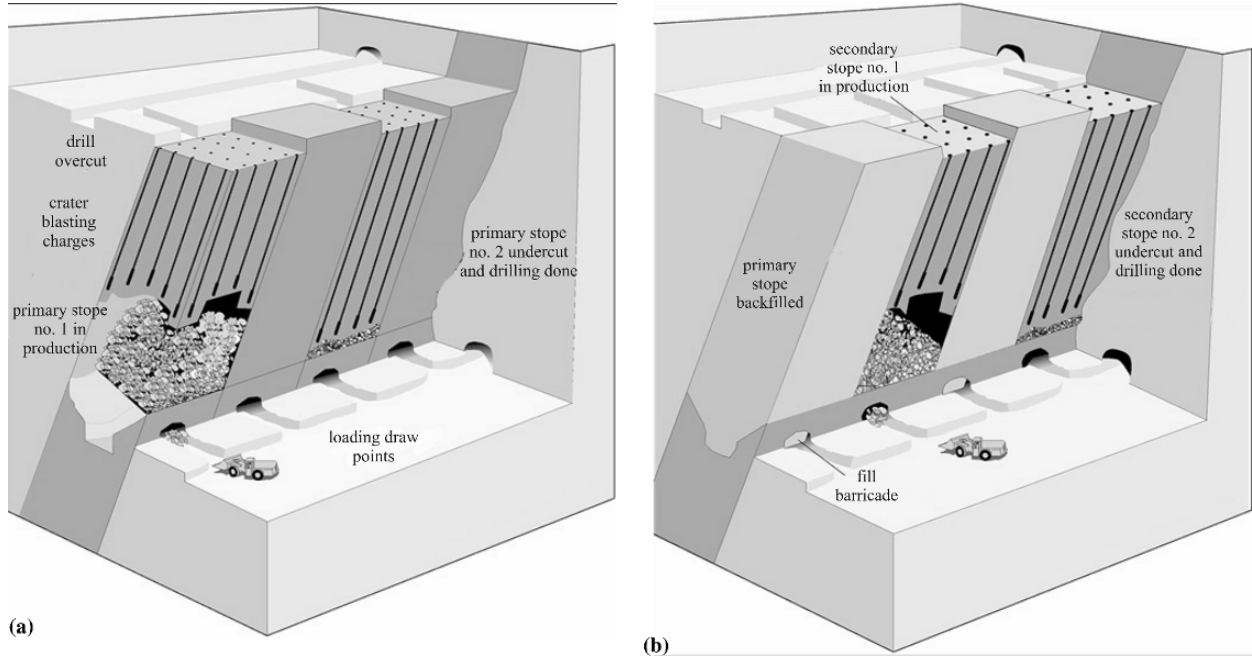 drill
overcut
crater
blasting
charges
primary stope
no. 1 in
production
primary stope
no. 2 undercut
and drilling done
loading draw
points
(a)
secondary
stope no. 1
in production
primary
stope
backfilled
secondary
stope no. 2
undercut and
drilling done
fill
barricade
(b)